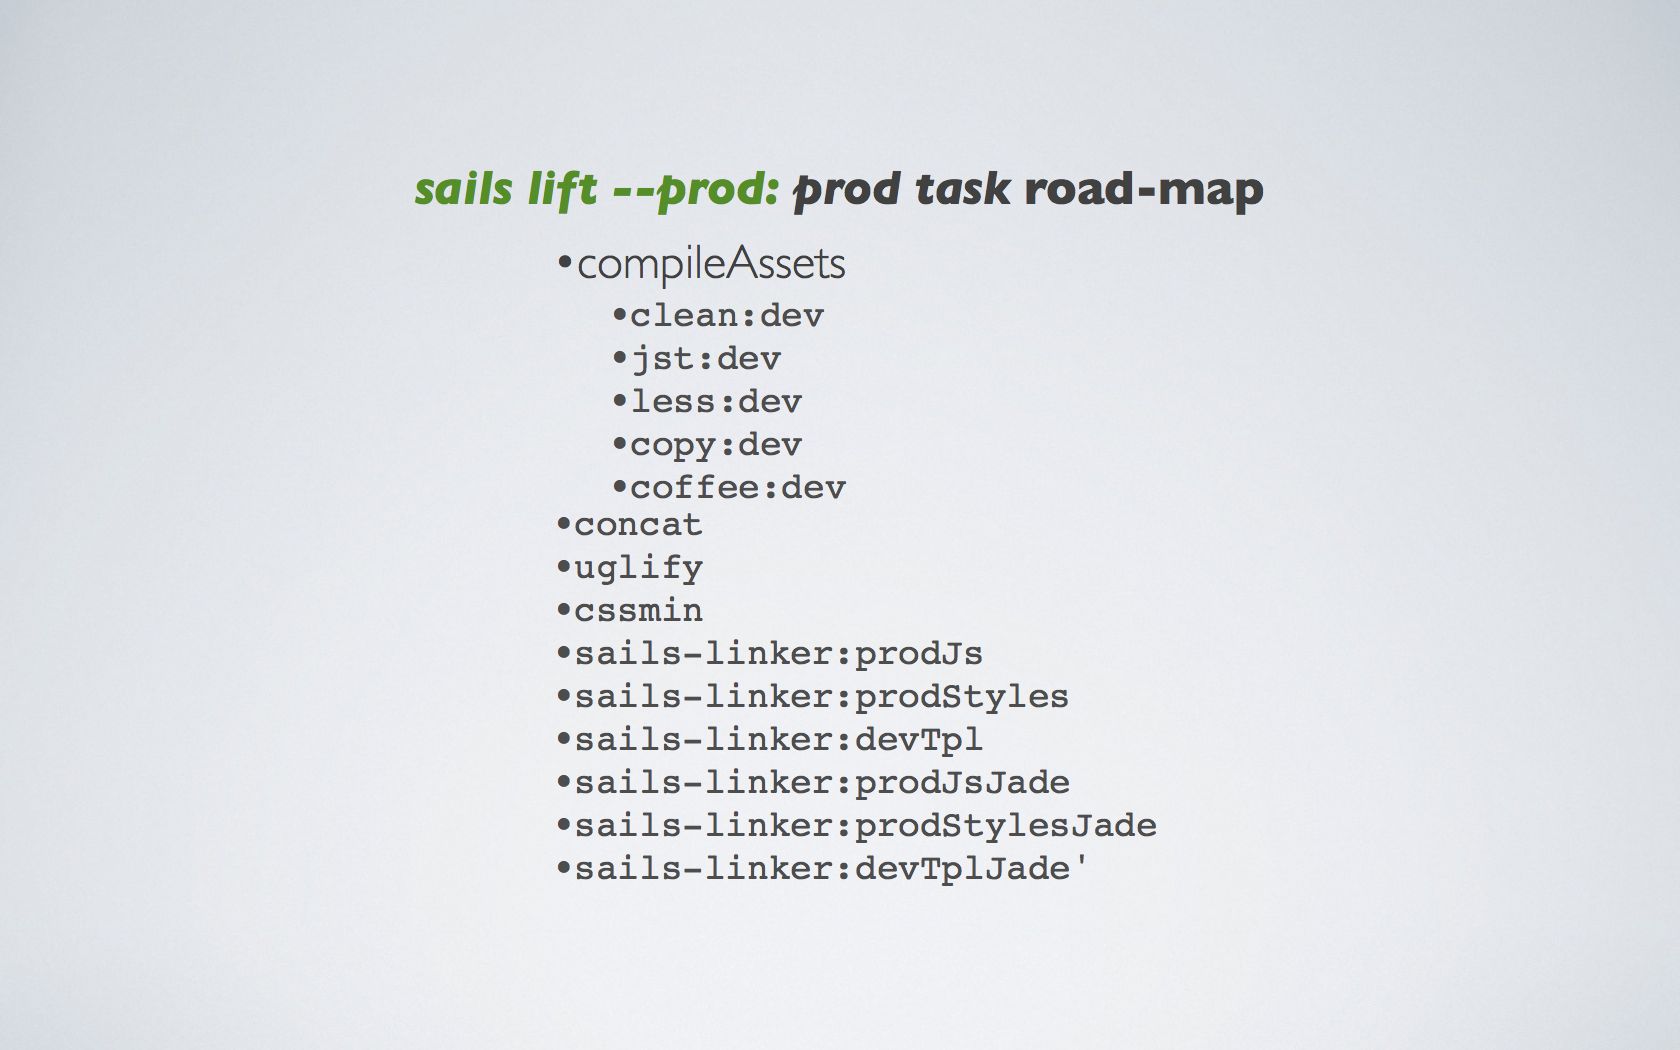 sails lift --prod: prod task road-map
•compileAssets
•clean:dev
•jst:dev
•less:dev
•copy:dev
•coffee:dev
•concat
•uglify
•cssmin
•sails-linker:prodJs
•sails-linker:prodStyles
•sails-linker:devTpl
•sails-linker:prodJsJade
•sails-linker:prodStylesJade
•sails-linker:devTplJade'